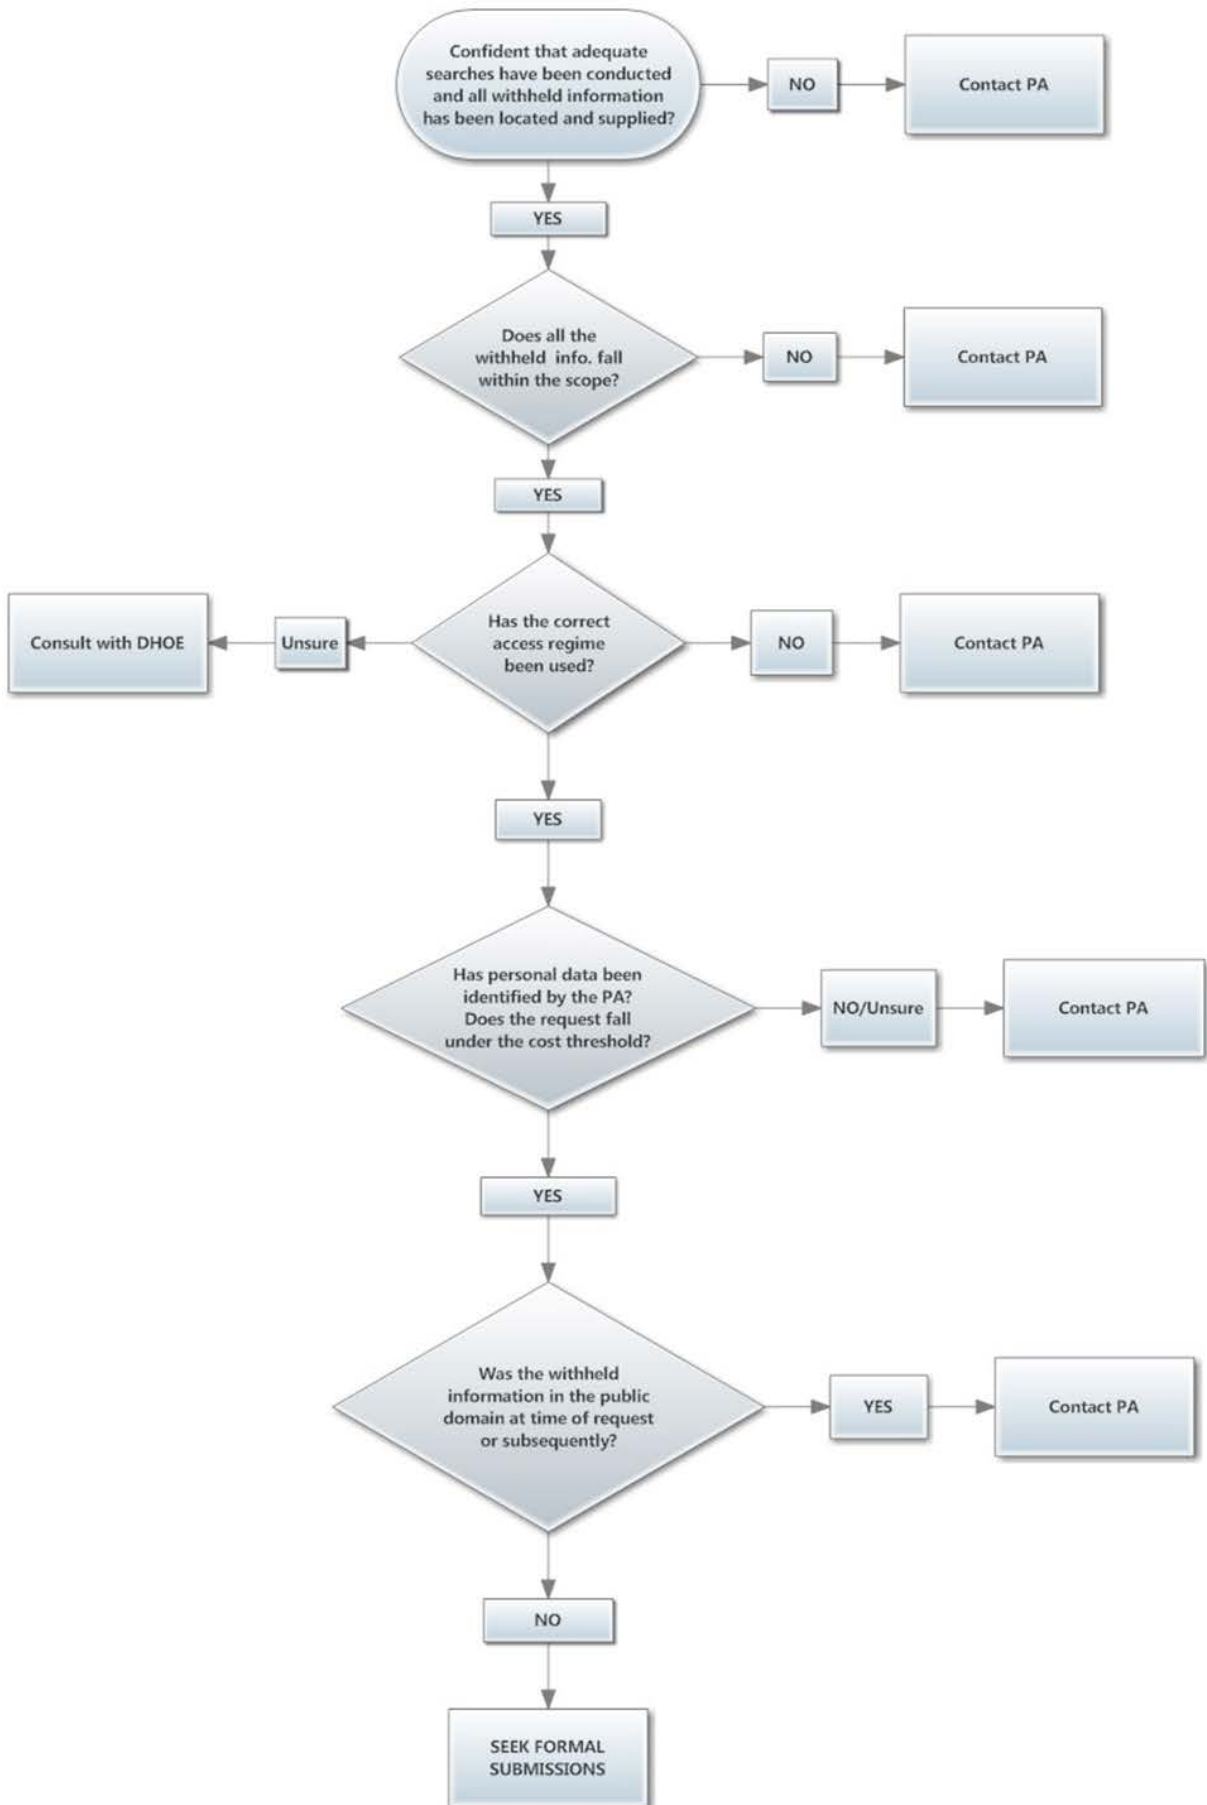 Confident that adequate
searches have been conducted
and all withheld information
has been located and supplied?
NO
Contact PA
YES
Does all the
withheld info. fall
within the scope?
NO
Contact PA
YES
Consult with DHOE
Unsure
Has the correct
access regime
been used?
NO
Contact PA
YES
Has personal data been
identified by the PA?
Does the request fall
under the cost threshold?
NO/Unsure
Contact PA
YES
Was the withheld
information in the public
domain at time of request
or subsequently?
YES
Contact PA
NO
SEEK FORMAL
SUBMISSIONS